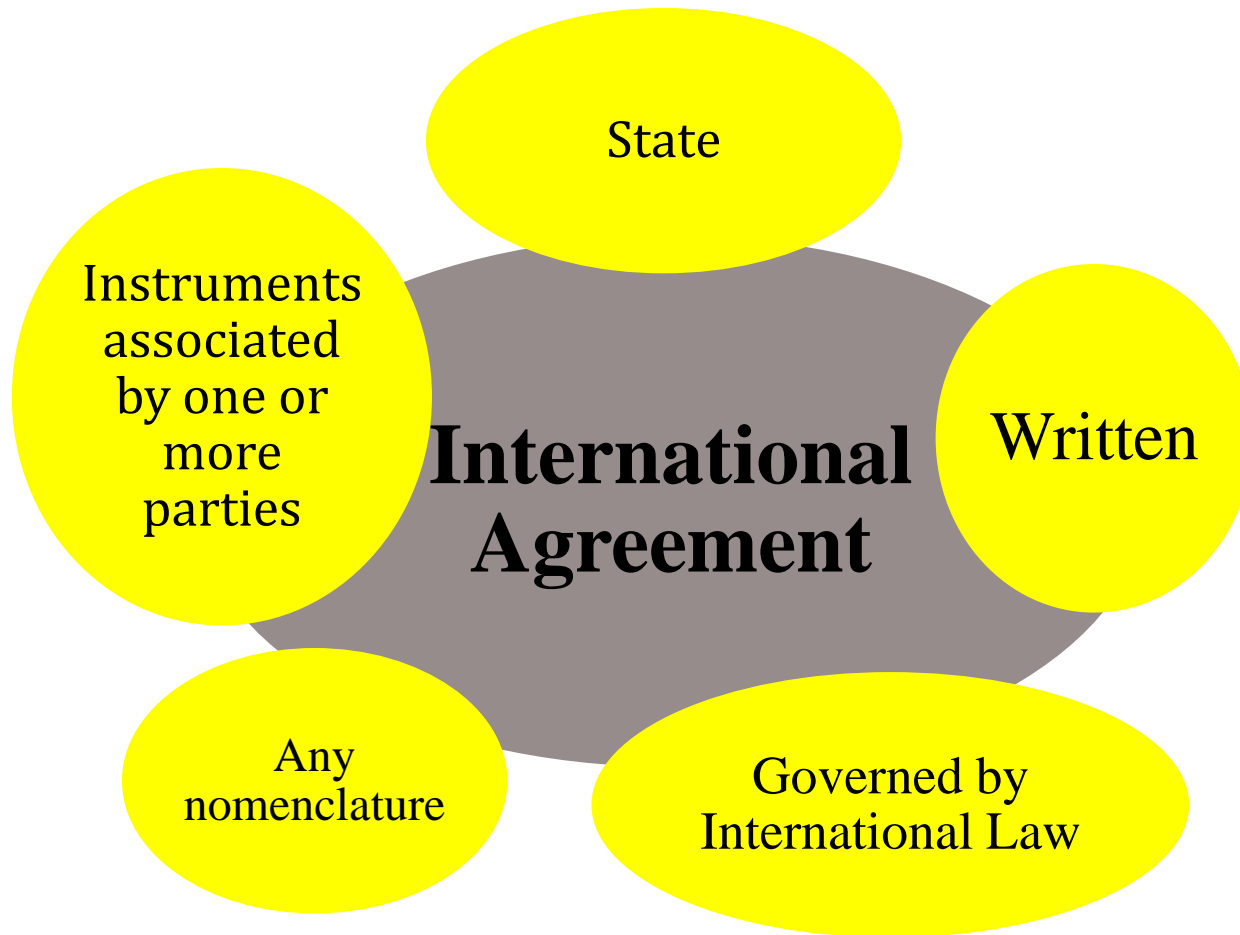 State
Instruments
associated
by one or
more
parties
International
Agreement
Written
Any
nomenclature
Governed by
International Law